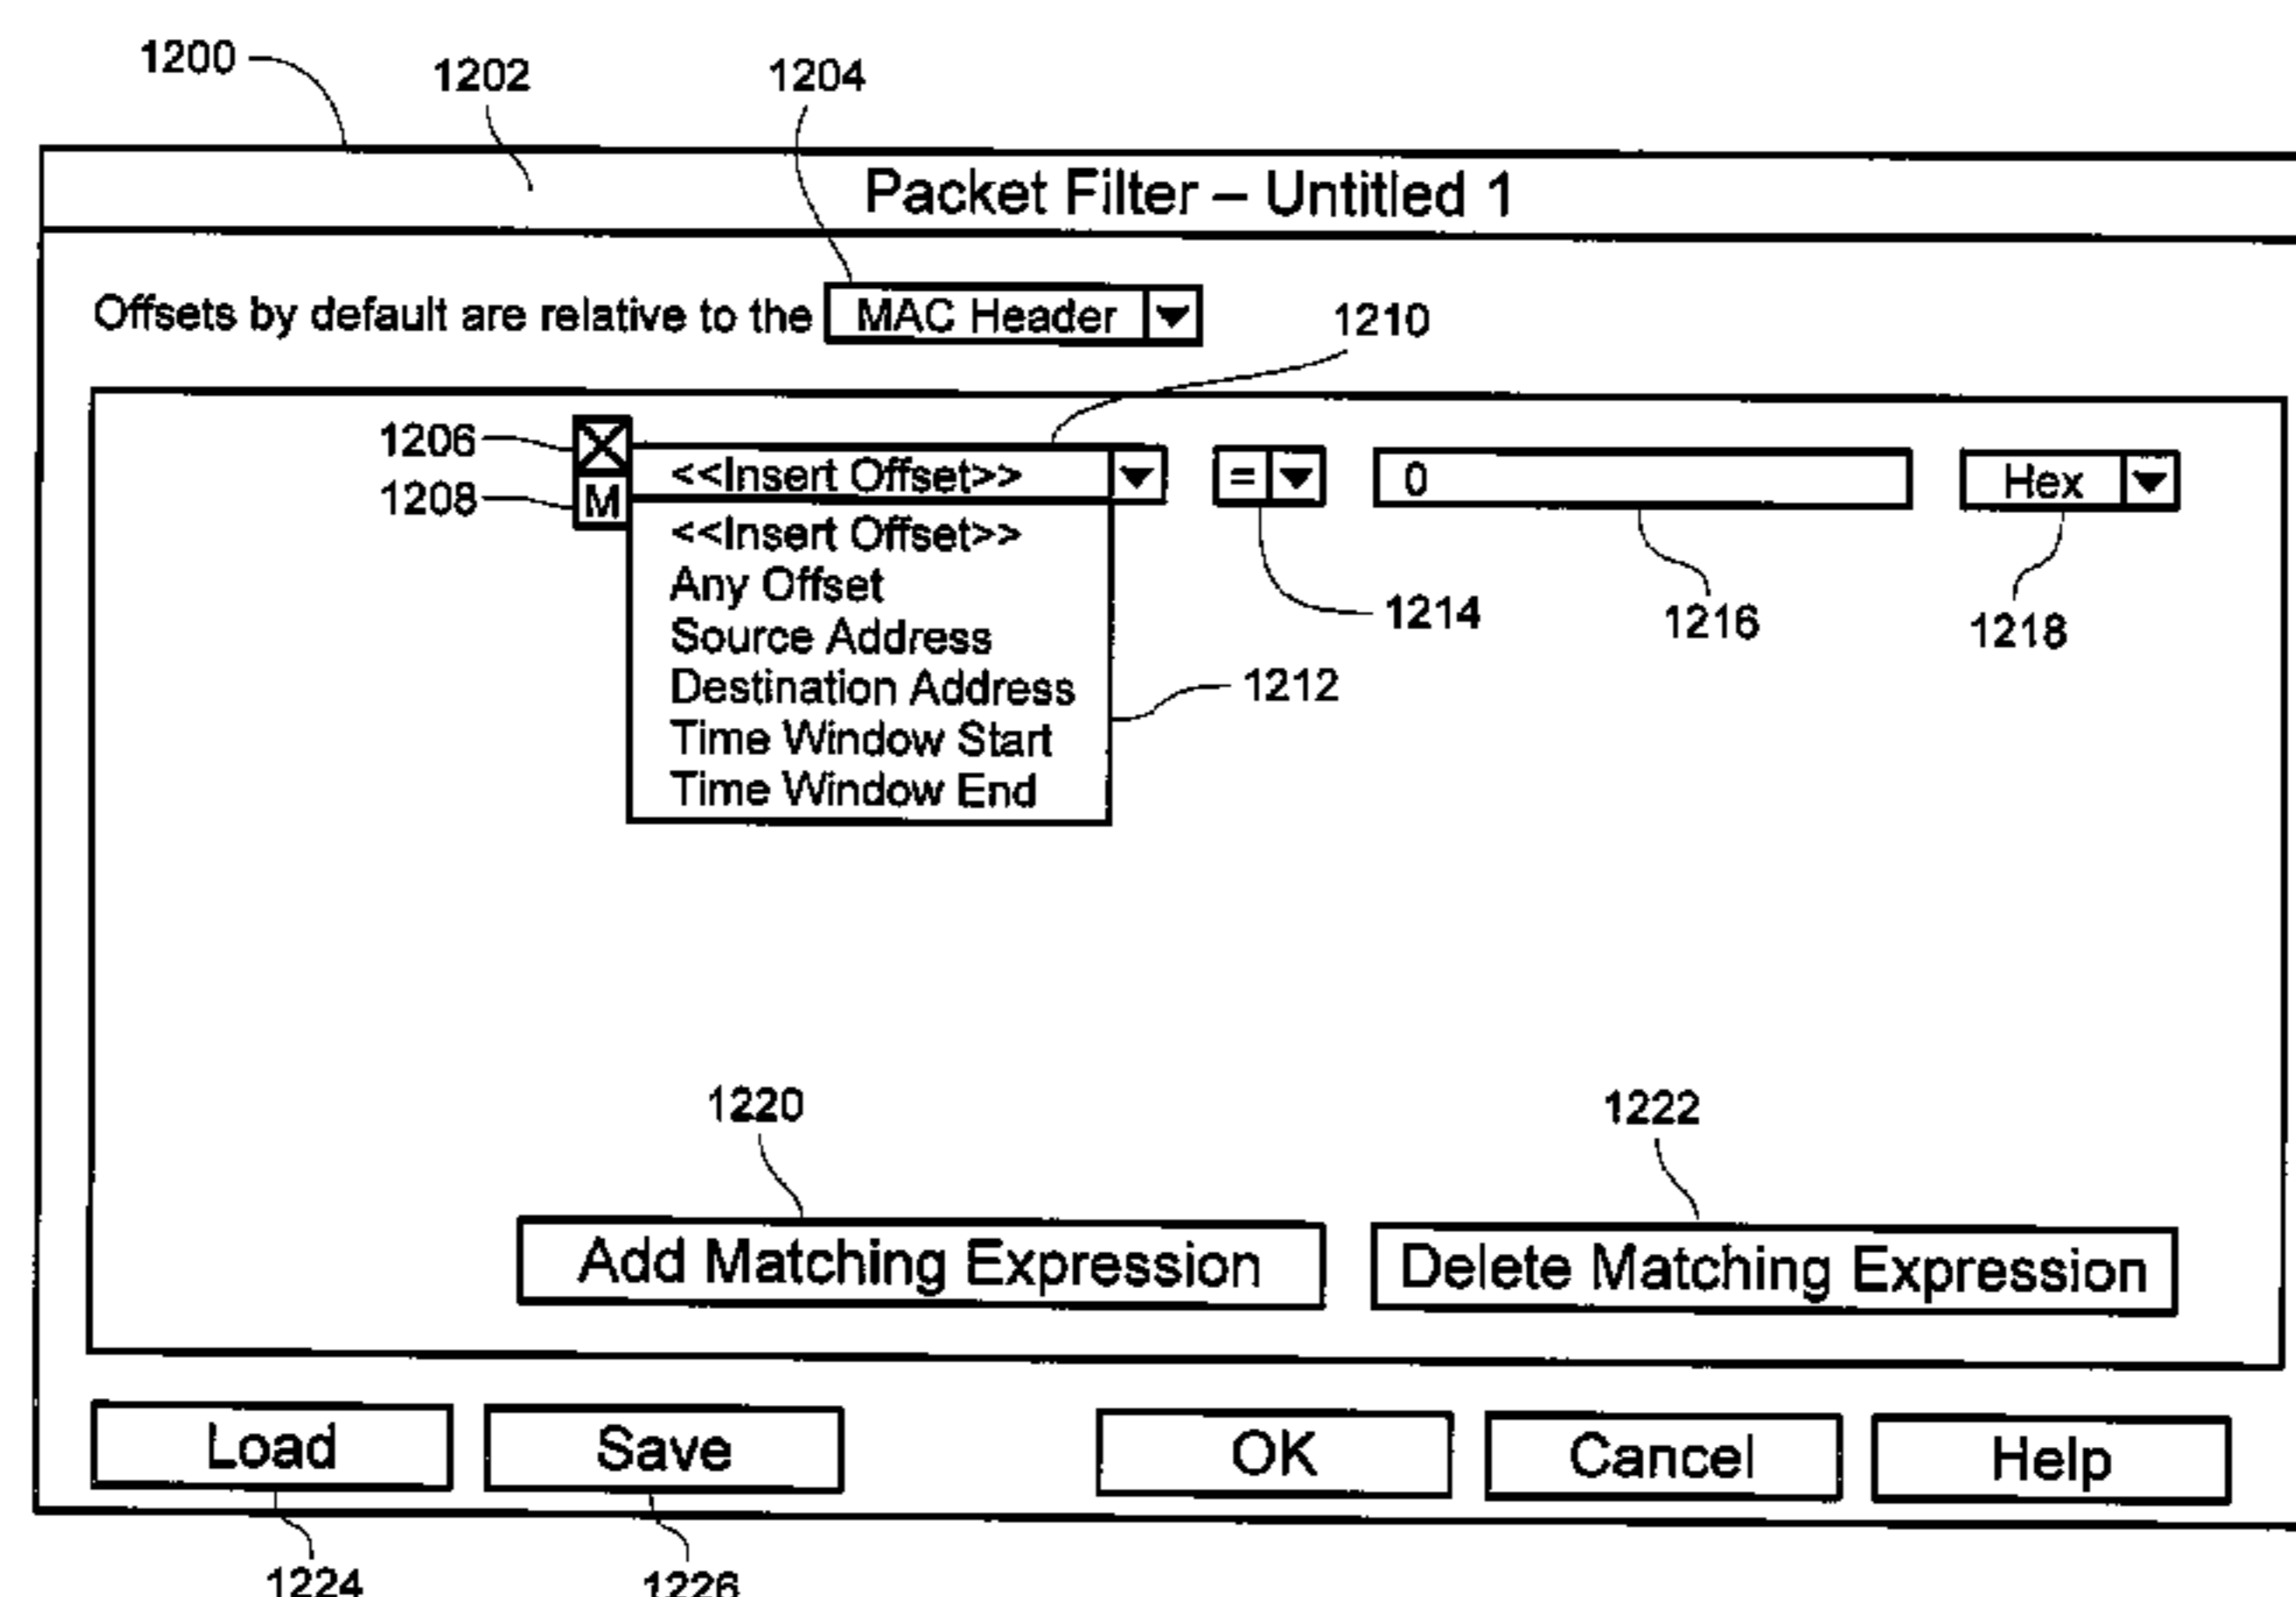 1200
1202
1204
Packet Filter – Untitled 1
Offsets by default are relative to the MAC Header
1210
1206
<<Insert Offset>> = 0 Hex
1208 M
<<Insert Offset>>
Any Offset
Source Address
Destination Address
Time Window Start
Time Window End
1214
1216
1218
1212
1220
1222
Add Matching Expression
Delete Matching Expression
Load
Save
OK
Cancel
Help
1224
1226